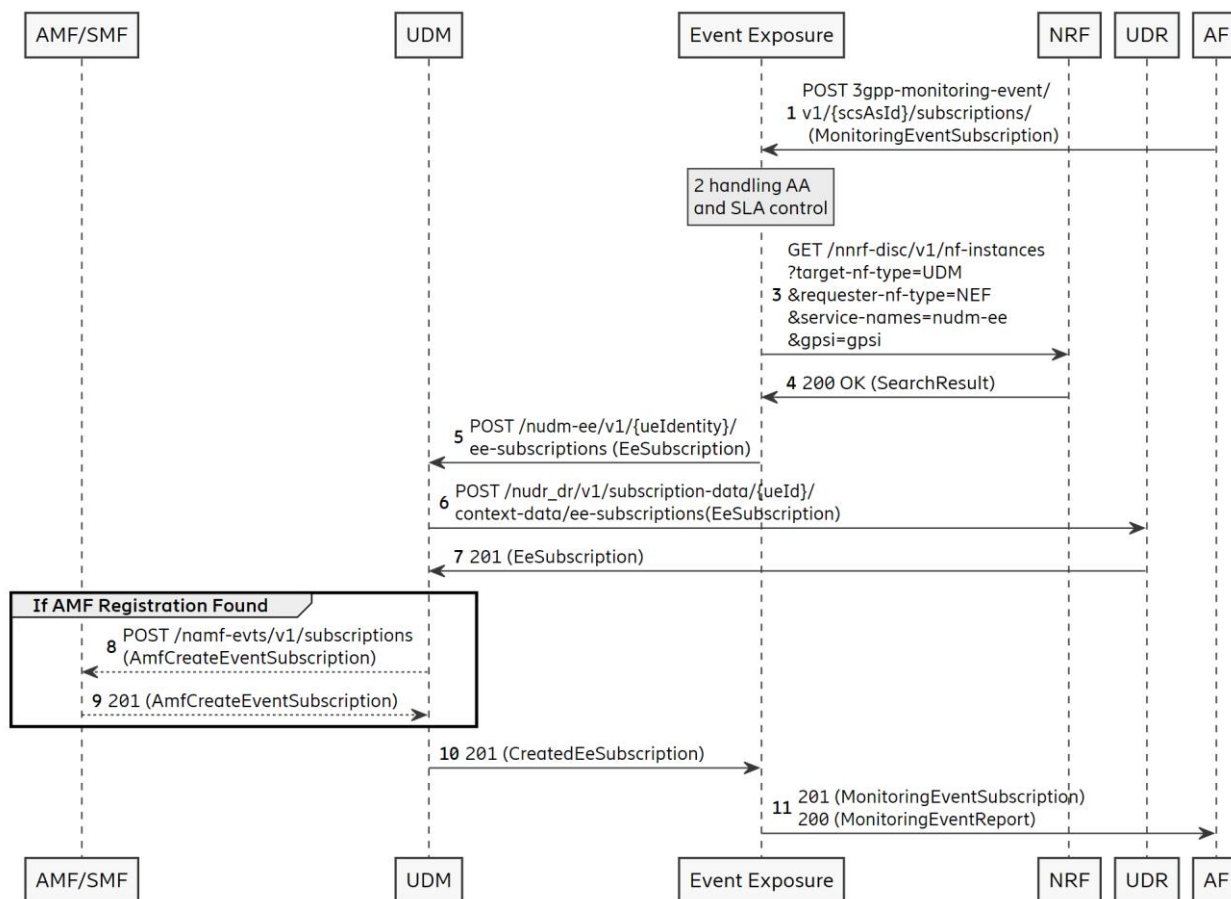 AMF/SMF
UDM
Event Exposure
NRF
UDR
AF
POST 3gpp-monitoring-event/
1 v1/{scsAsId}/subscriptions/
(MonitoringEventSubscription)
2 handling AA
and SLA control
GET /nnrf-disc/v1/nf-instances
?target-nf-type=UDM
3 &requester-nf-type=NEF
&service-names=nudm-ee
&gpsi=gpsi
4 200 OK (SearchResult)
5 POST /nudm-ee/v1/{ueIdentity}/
ee-subscriptions (EeSubscription)
6 POST /nudr_dr/v1/subscription-data/{ueId}/
context-data/ee-subscriptions(EeSubscription)
7 201 (EeSubscription)
If AMF Registration Found
8 POST /namf-evts/v1/subscriptions
(AmfCreateEventSubscription)
9 201 (AmfCreateEventSubscription)
10 201 (CreatedEeSubscription)
11 201 (MonitoringEventSubscription)
200 (MonitoringEventReport)
AMF/SMF
UDM
Event Exposure
NRF
UDR
AF